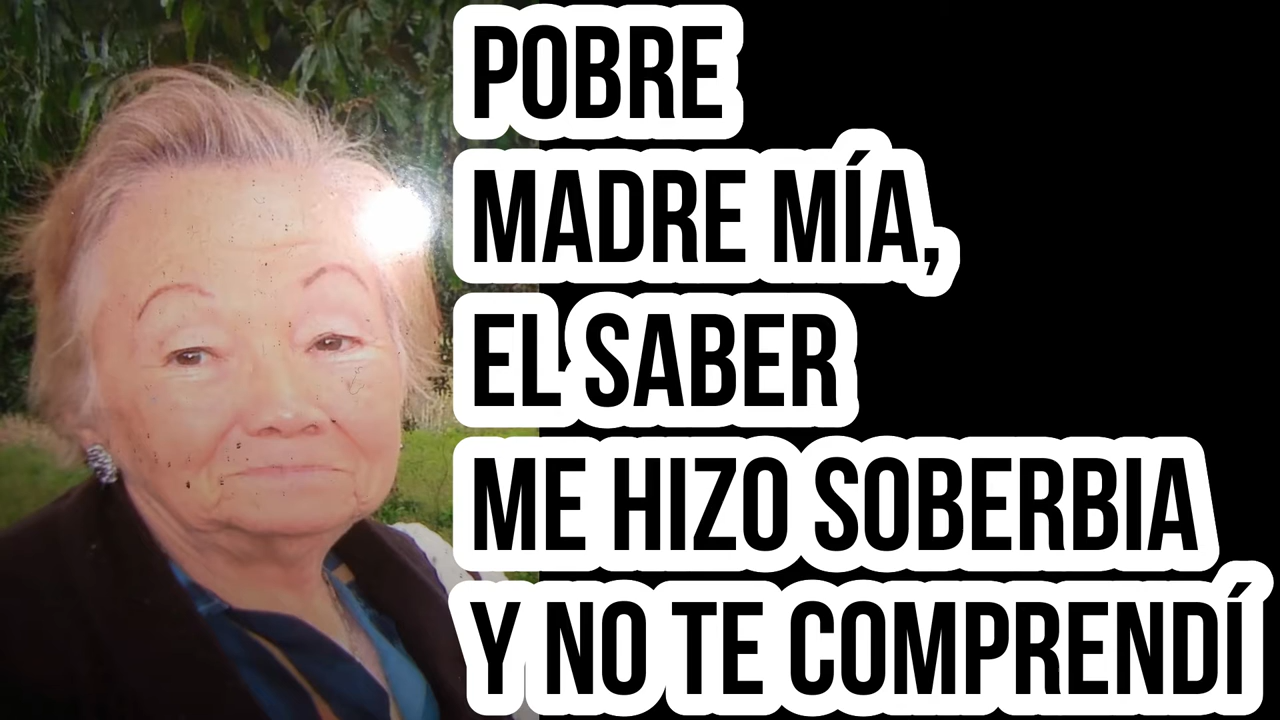 POBRE
MADRE MÍA,
EL SABER
ME HIZO SOBERBIA
Y NO TE COMPRENDÍ